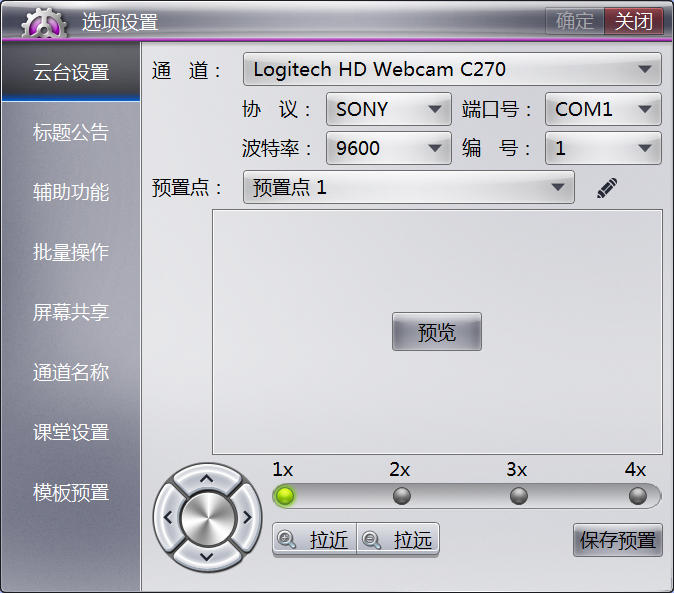 选项设置 确定 关闭
云台设置
标题公告
辅助功能
批量操作
屏幕共享
通道名称
课堂设置
模板预置
通 道： Logitech HD Webcam C270
协 议： SONY 端口号： COM1
波特率： 9600 编 号： 1
预置点： 预置点 1
预览
1x 2x 3x 4x
拉近 拉远 保存预置